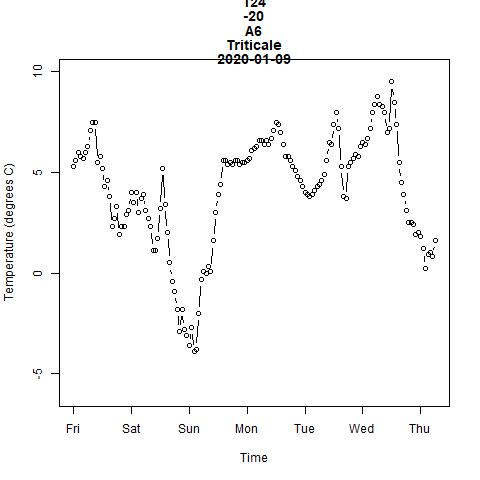 124
-20
A6
Triticale
2020-01-09
10
5
0
-5
Temperature (degrees C)
Fri Sat Sun Mon Tue Wed Thu
Time